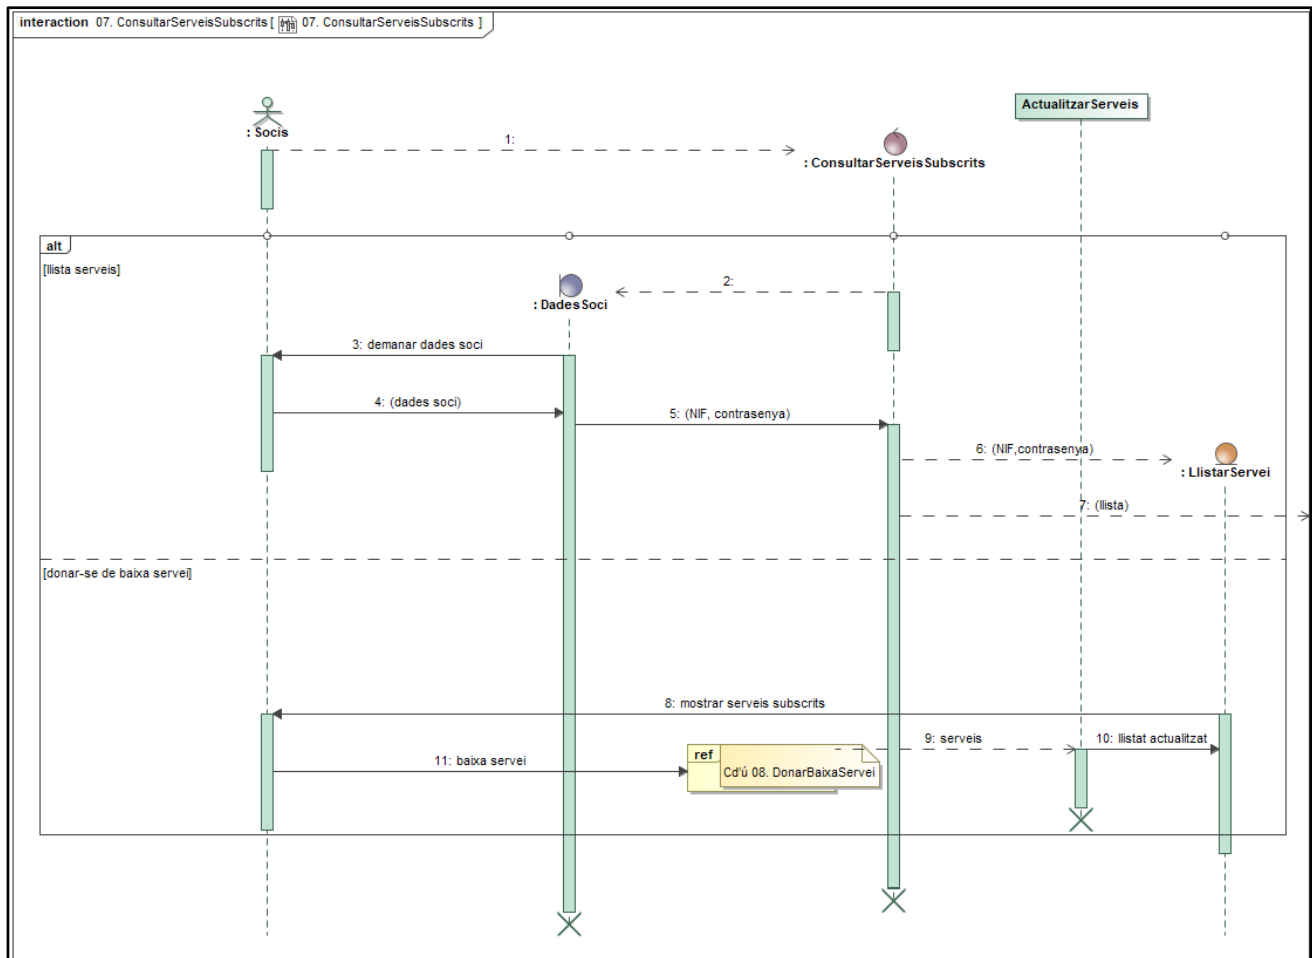 interaction 07. ConsultarServeisSubscrits [ 07. ConsultarServeisSubscrits ]
ActualitzarServeis
: Socis
1:
: ConsultarServeisSubscrits
alt
[llista serveis]
2:
: DadesSoci
3: demanar dades soci
4: (dades soci)
5: (NIF, contrasenya)
6: (NIF,contrasenya)
: LlistarServei
7: (llista)
[donar-se de baixa servei]
8: mostrar serveis subscrits
9: serveis
10: llistat actualitzat
ref
11: baixa servei
Cd'ú 08. DonarBaixaServei